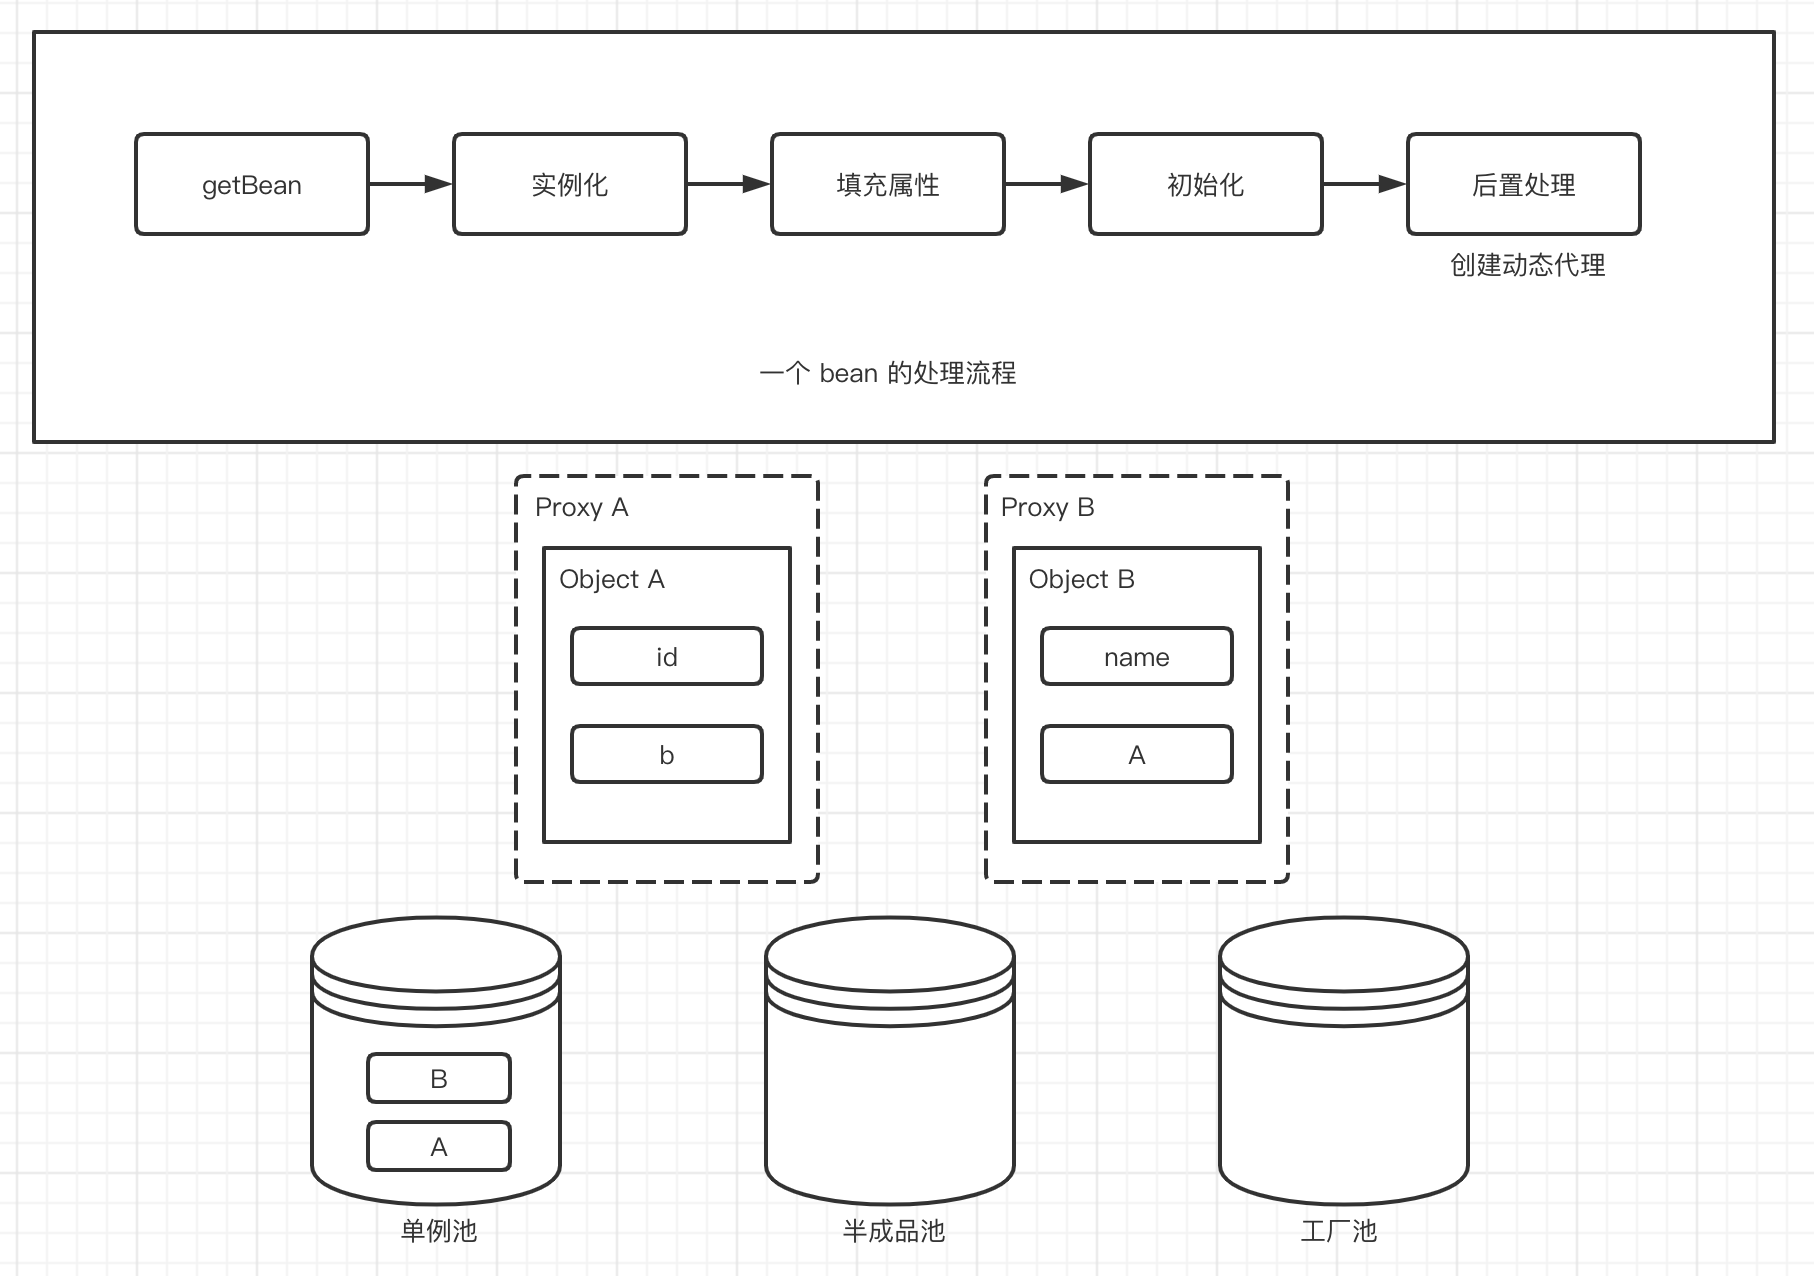 getBean
实例化
填充属性
初始化
后置处理
创建动态代理
一个 bean 的处理流程
Proxy A
Object A
id
b
Proxy B
Object B
name
A
B
A
单例池
半成品池
工厂池